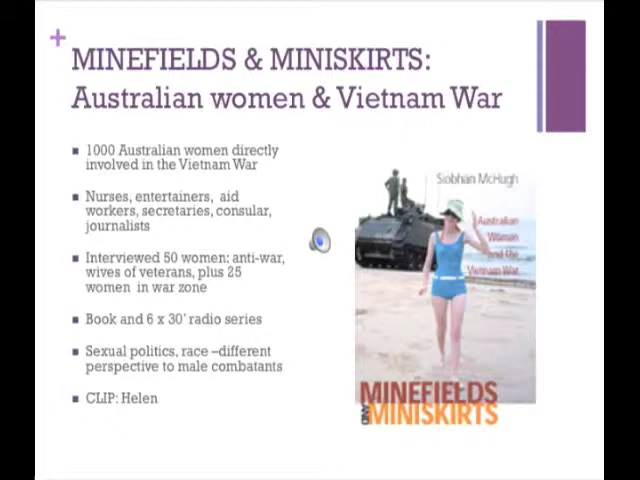 MINEFIELDS & MINISKIRTS:
Australian women & Vietnam War
1000 Australian women directly
involved in the Vietnam War
Nurses, entertainers, aid
workers, secretaries, consular,
journalists
Interviewed 50 women: anti-war,
wives of veterans, plus 25
women in war zone
Book and 6 x 30' radio series
Sexual politics, race –different
perspective to male combatants
CLIP: Helen
Siobhan McHugh
Australian
Women
and the
Vietnam War
MINEFIELDS
AND MINISKIRTS